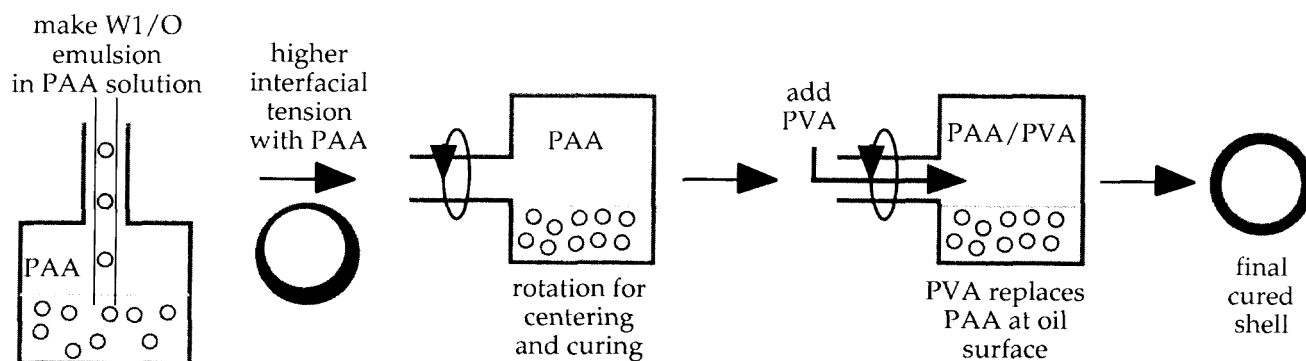 make W1/O
emulsion
in PAA solution
PAA
higher
interfacial
tension
with PAA
PAA
rotation for
centering
and curing
add
PVA
PAA/PVA
PVA replaces
PAA at oil
surface
final
cured
shell